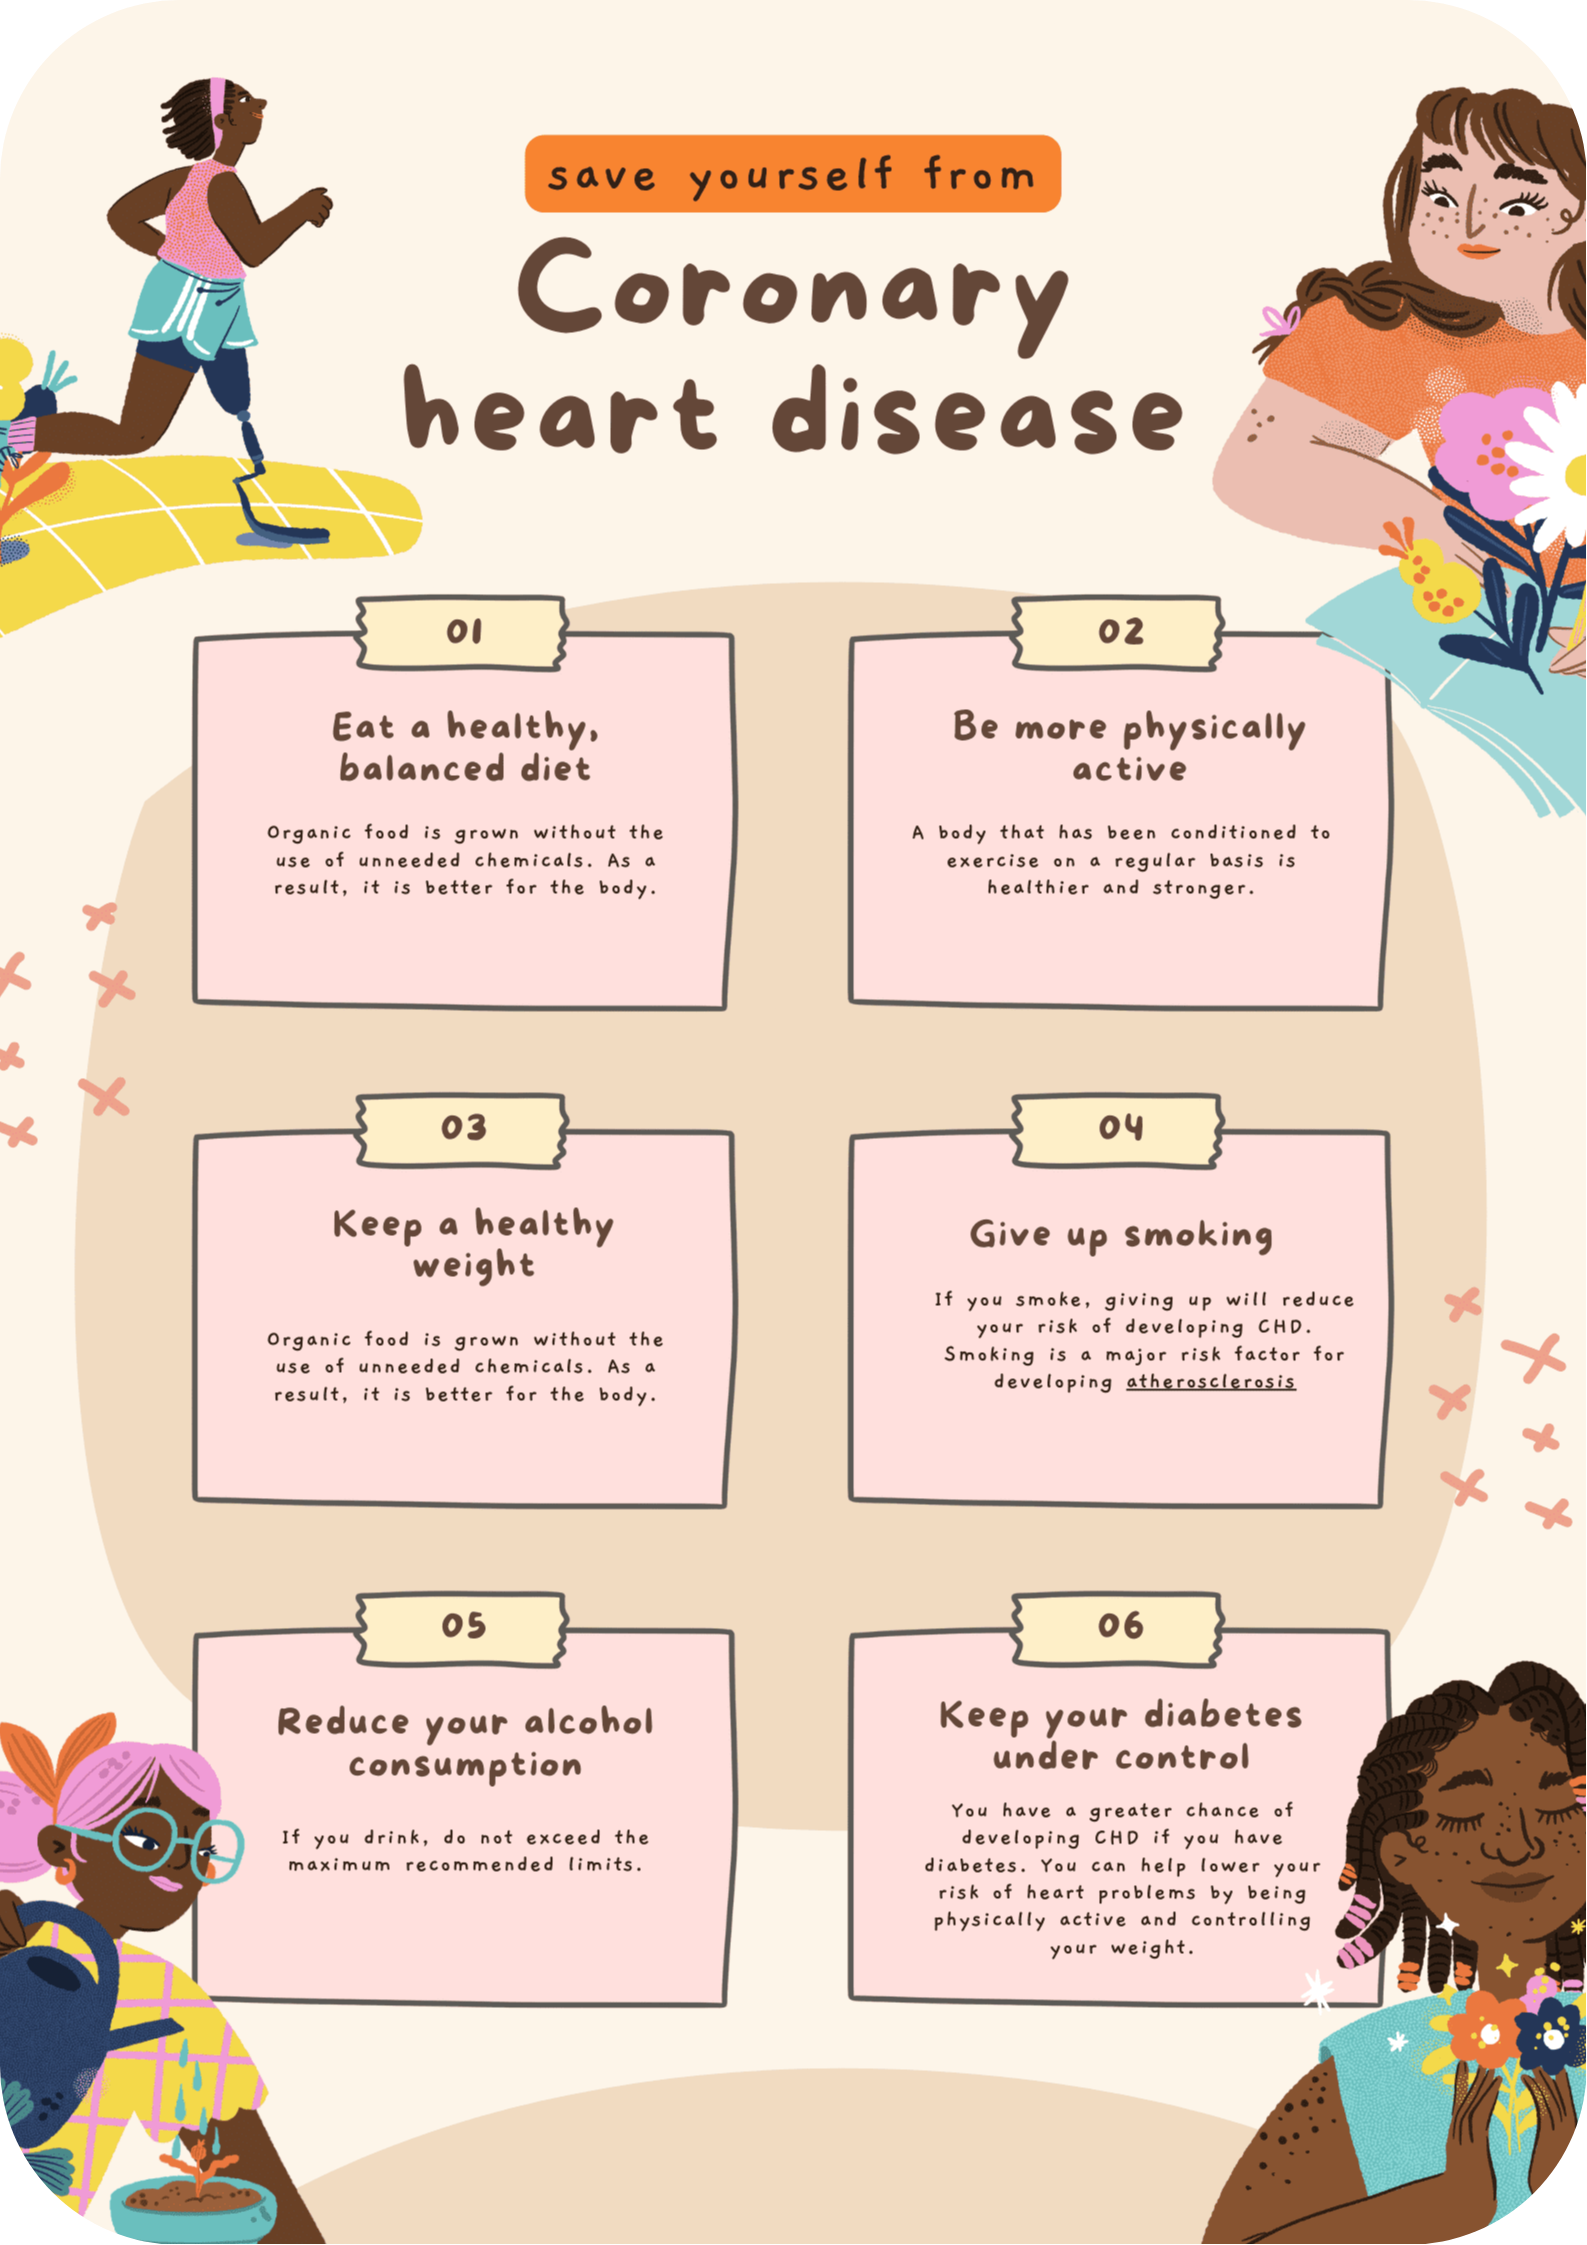 save yourself from
Coronary
heart disease
01
Eat a healthy,
balanced diet
Organic food is grown without the
use of unneeded chemicals. As a
result, it is better for the body.
02
Be more physically
active
A body that has been conditioned to
exercise on a regular basis is
healthier and stronger.
03
Keep a healthy
weight
Organic food is grown without the
use of unneeded chemicals. As a
result, it is better for the body.
04
Give up smoking
If you smoke, giving up will reduce
your risk of developing CHD.
Smoking is a major risk factor for
developing atherosclerosis
05
Reduce your alcohol
consumption
If you drink, do not exceed the
maximum recommended limits.
06
Keep your diabetes
under control
You have a greater chance of
developing CHD if you have
diabetes. You can help lower your
risk of heart problems by being
physically active and controlling
your weight.